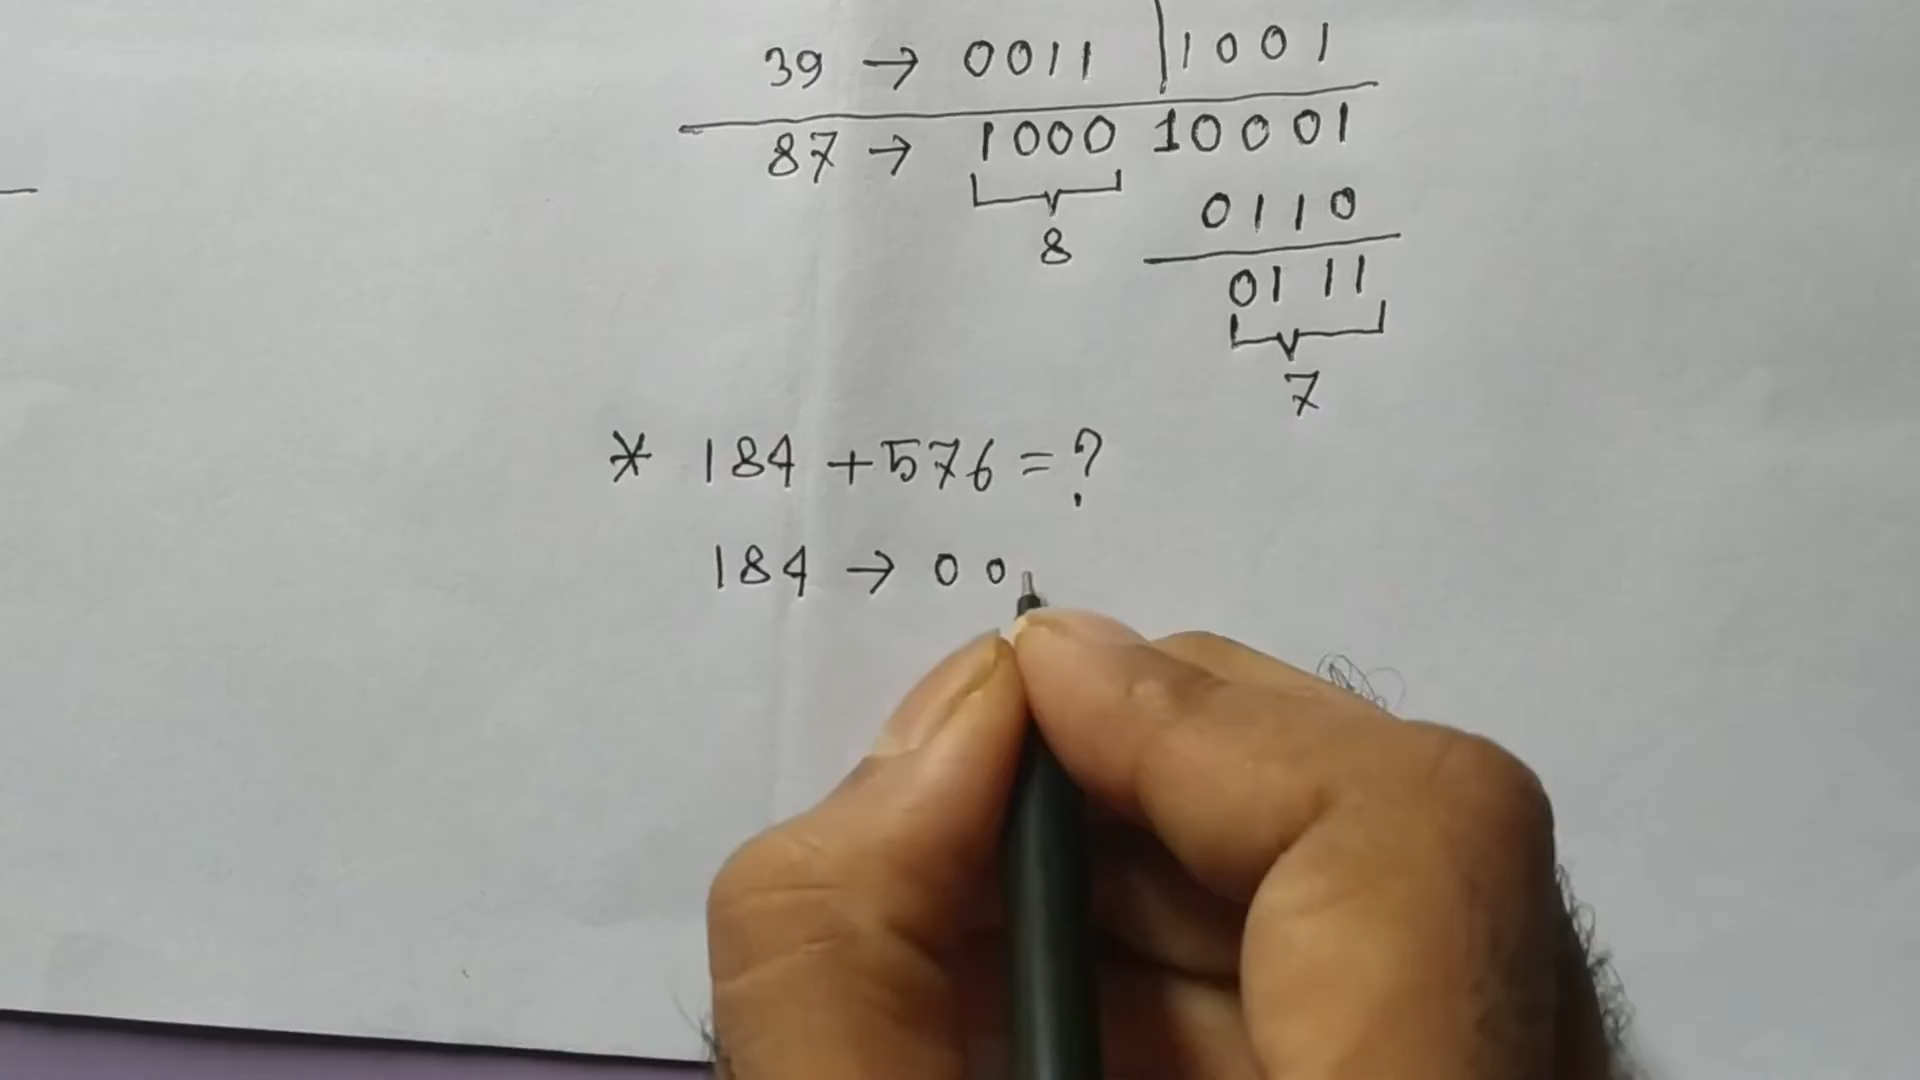 39 → 0011 | 1001
87 → 1000 10001
0110
8
0111
7
* 184 + 576 = ?
184 → 00